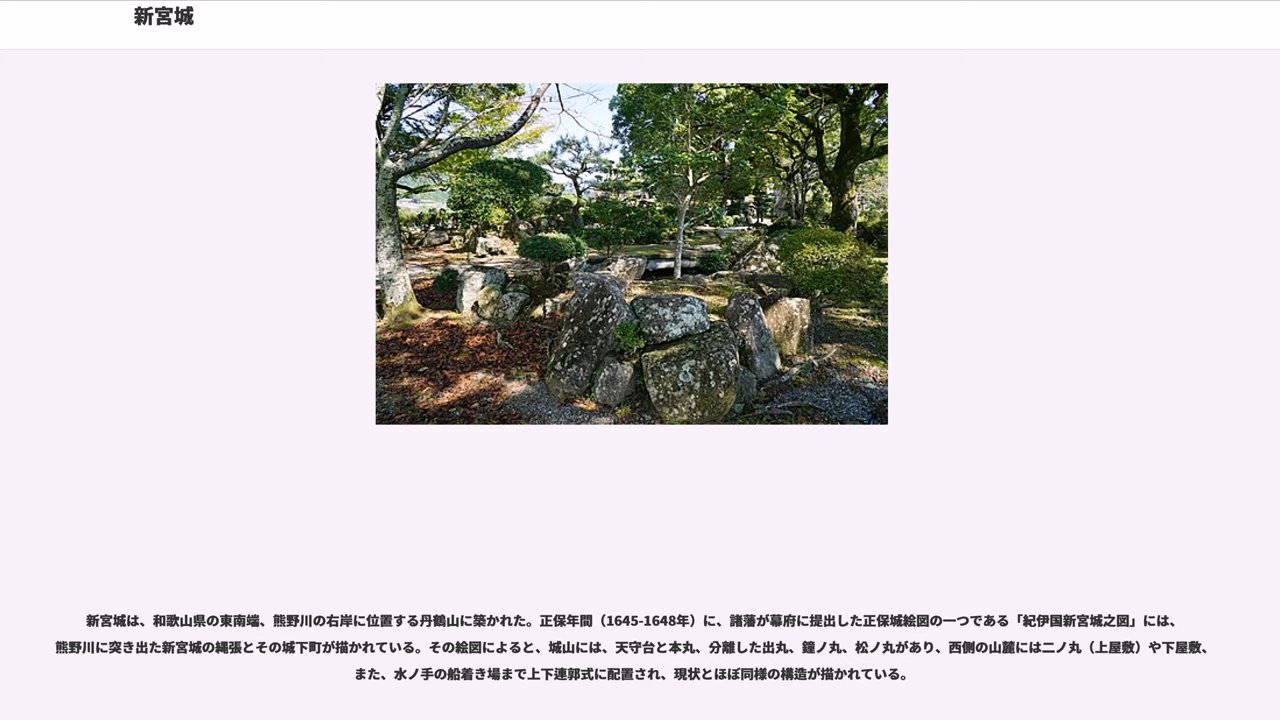 新宮城
新宮城は、和歌山県の東南端、熊野川の右岸に位置する丹鶴山に築かれた。正保年間（1645-1648年）に、諸藩が幕府に提出した正保城絵図の一つである「紀伊国新宮城之図」には、
熊野川に突き出た新宮城の縄張とその城下町が描かれている。その絵図によると、城山には、天守台と本丸、分離した出丸、鐘ノ丸、松ノ丸があり、西側の山麓には二ノ丸（上屋敷）や下屋敷、
また、水ノ手の船着き場まで上下連郭式に配置され、現状とほぼ同様の構造が描かれている。